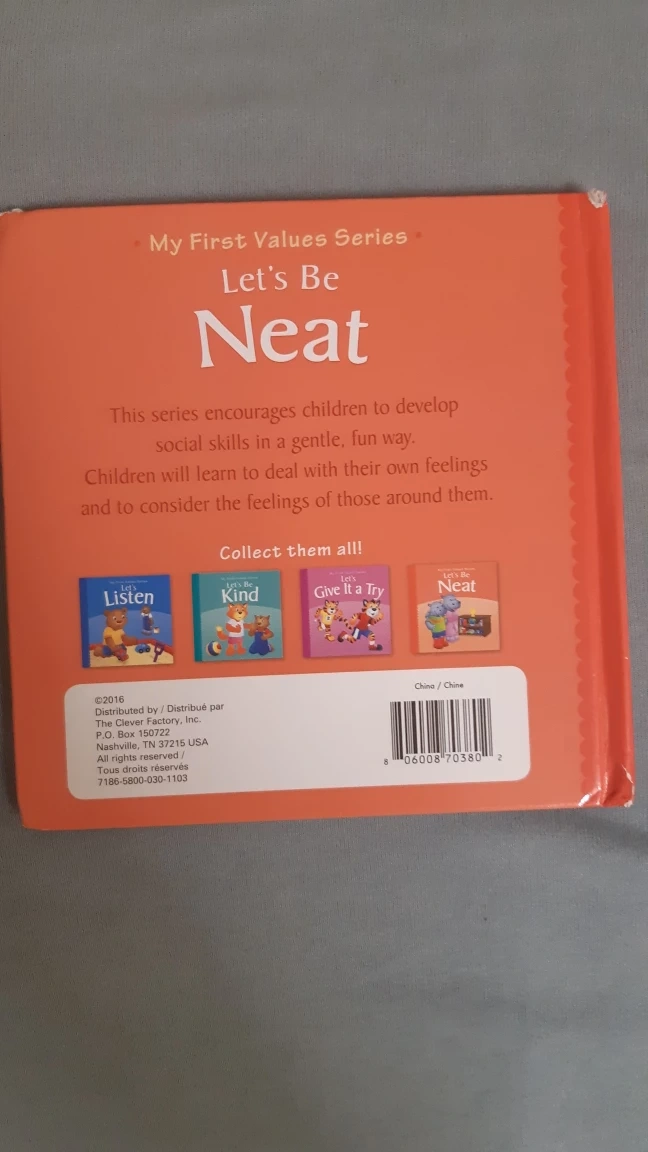 My First Values Series
Let's Be
Neat
This series encourages children to develop
social skills in a gentle, fun way.
Children will learn to deal with their own feelings
and to consider the feelings of those around them.
Collect them all!
Let's
Listen
Let's Be
Kind
Let's
Give It a Try
Let's Be
Neat
©2016
Distributed by / Distribué par
The Clever Factory, Inc.
P.O. Box 150722
Nashville, TN 37215 USA
All rights reserved /
Tous droits réservés
7186-5800-030-1103
China / Chine
8 06008 70380 2